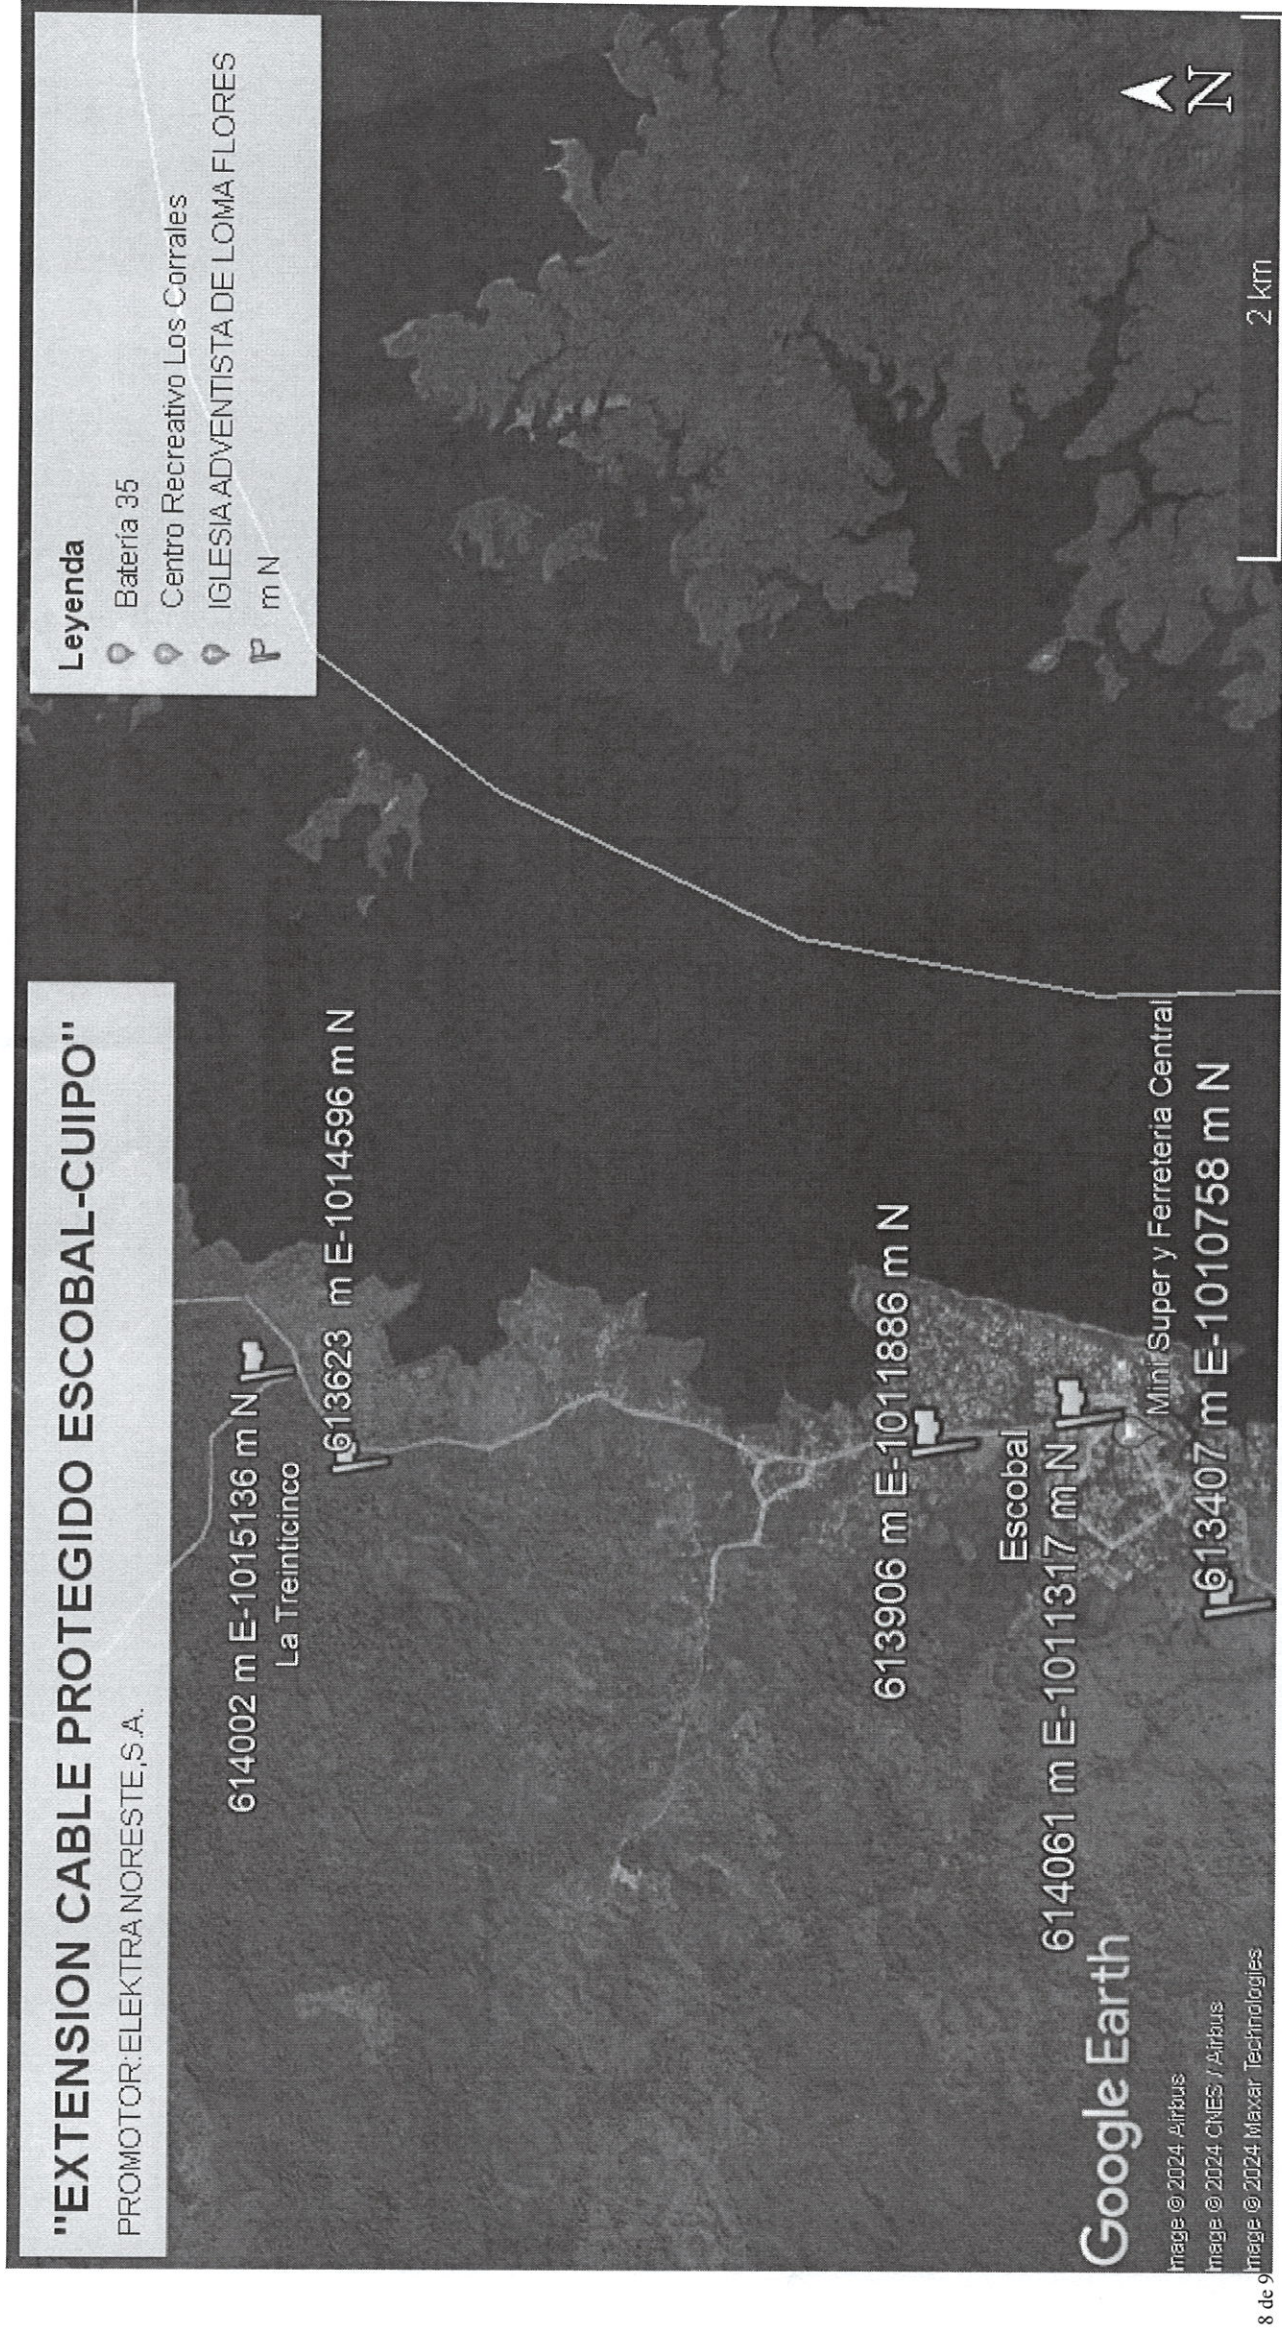 "EXTENSION CABLE PROTEGIDO ESCOBAL-CUIPO"
PROMOTOR:ELEKTRA NORESTE,S.A.
Leyenda
Batería 35
Centro Recreativo Los Corrales
IGLESIA ADVENTISTA DE LOMA FLORES
m N
614002 m E-1015136 m N
La Treinticinco
613623 m E-1014596 m N
613906 m E-1011886 m N
Escobal
614061 m E-1011317 m N
Mini Super y Ferreteria Central
613407 m E-1010758 m N
Google Earth
Image © 2024 Airbus
Image © 2024 CNES / Airbus
Image © 2024 Maxar Technologies
N
2 km
8 de 9